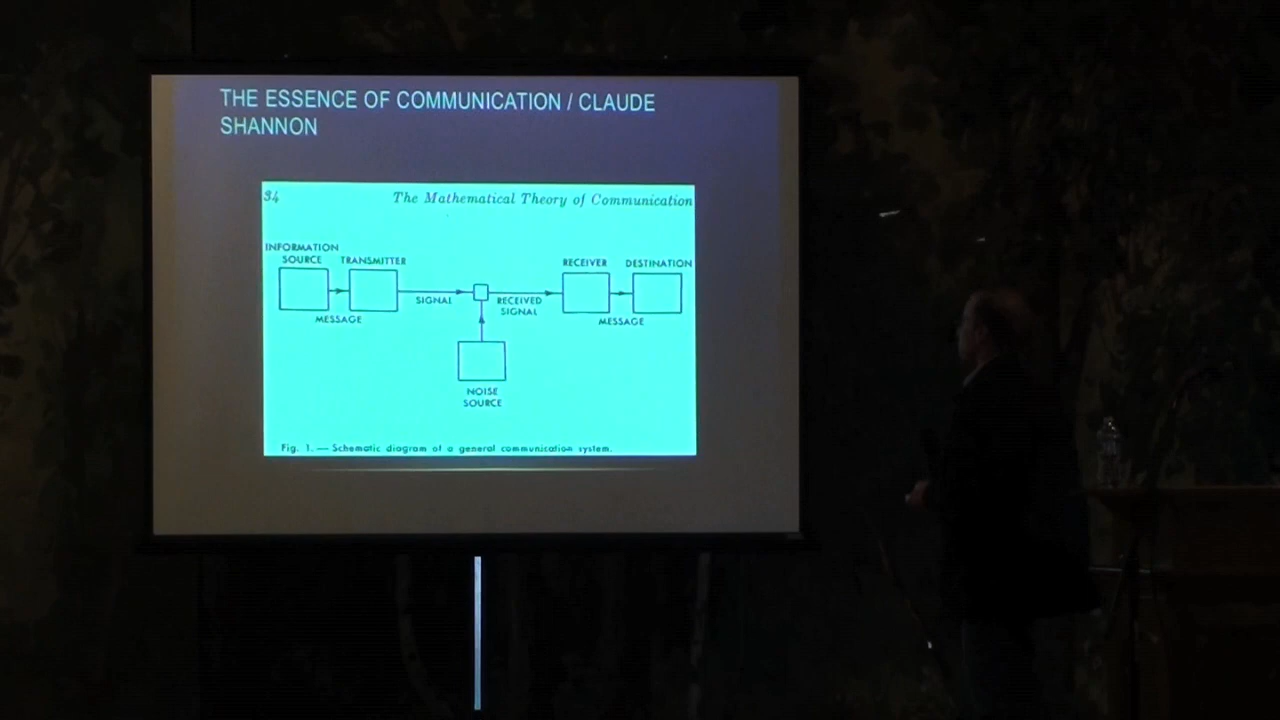 THE ESSENCE OF COMMUNICATION / CLAUDE
SHANNON
34 The Mathematical Theory of Communication
INFORMATION
SOURCE TRANSMITTER RECEIVER DESTINATION
SIGNAL RECEIVED
SIGNAL
MESSAGE MESSAGE
NOISE
SOURCE
Fig. 1. — Schematic diagram of a general communication system.